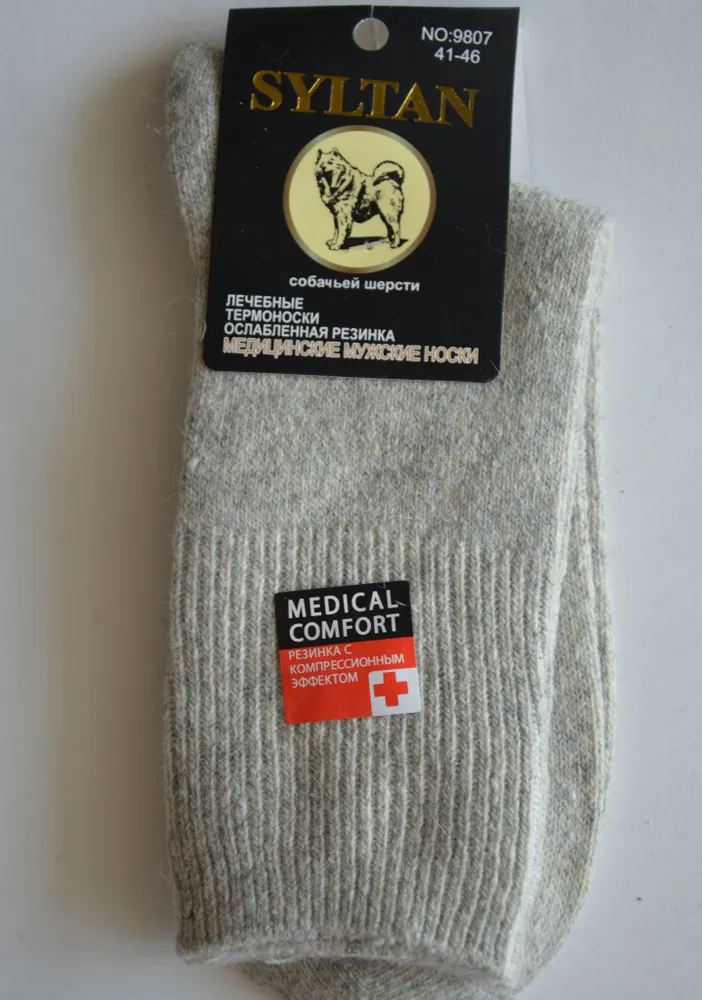 NO:9807
41-46
SYLTAN
собачьей шерсти
ЛЕЧЕБНЫЕ
ТЕРМОНОСКИ
ОСЛАБЛЕННАЯ РЕЗИНКА
МЕДИЦИНСКИЕ МУЖСКИЕ НОСКИ
MEDICAL
COMFORT
РЕЗИНКА С
КОМПРЕССИОННЫМ
ЭФФЕКТОМ